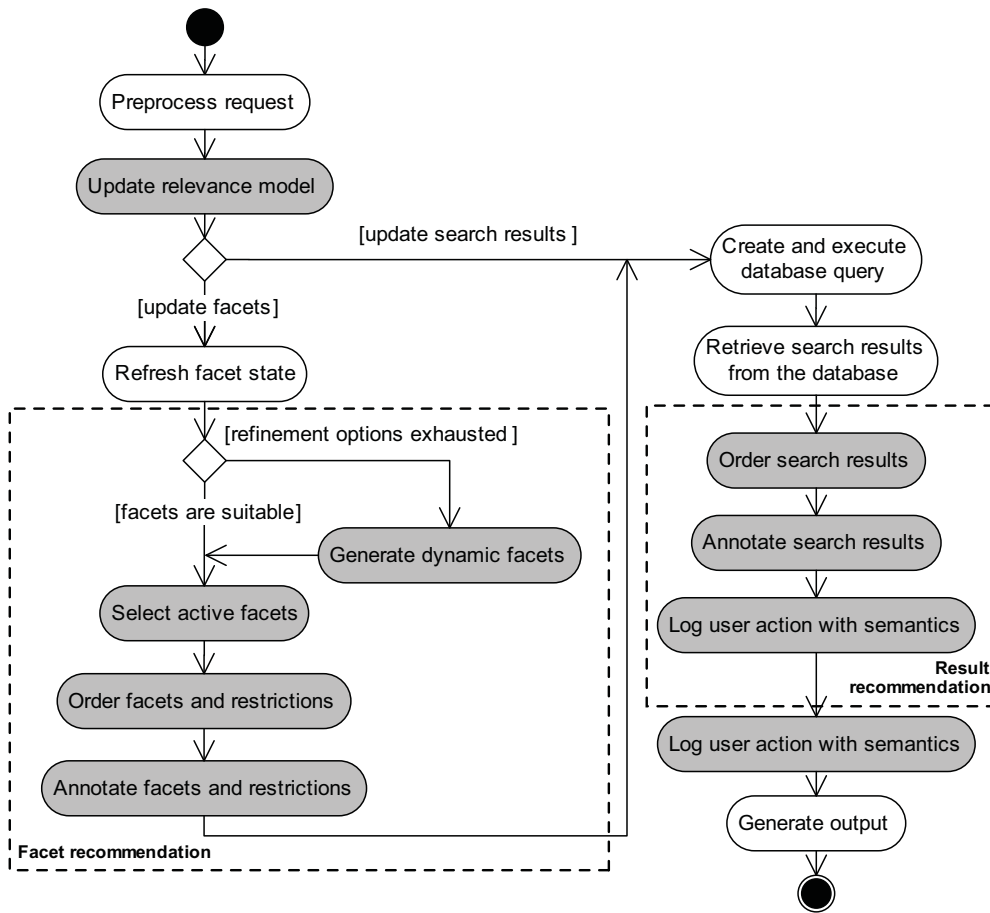 Preprocess request
Update relevance model
[update search results ]
[update facets]
Refresh facet state
[refinement options exhausted ]
[facets are suitable]
Generate dynamic facets
Select active facets
Order facets and restrictions
Annotate facets and restrictions
Facet recommendation
Create and execute
database query
Retrieve search results
from the database
Order search results
Annotate search results
Log user action with semantics
Result
recommendation
Log user action with semantics
Generate output